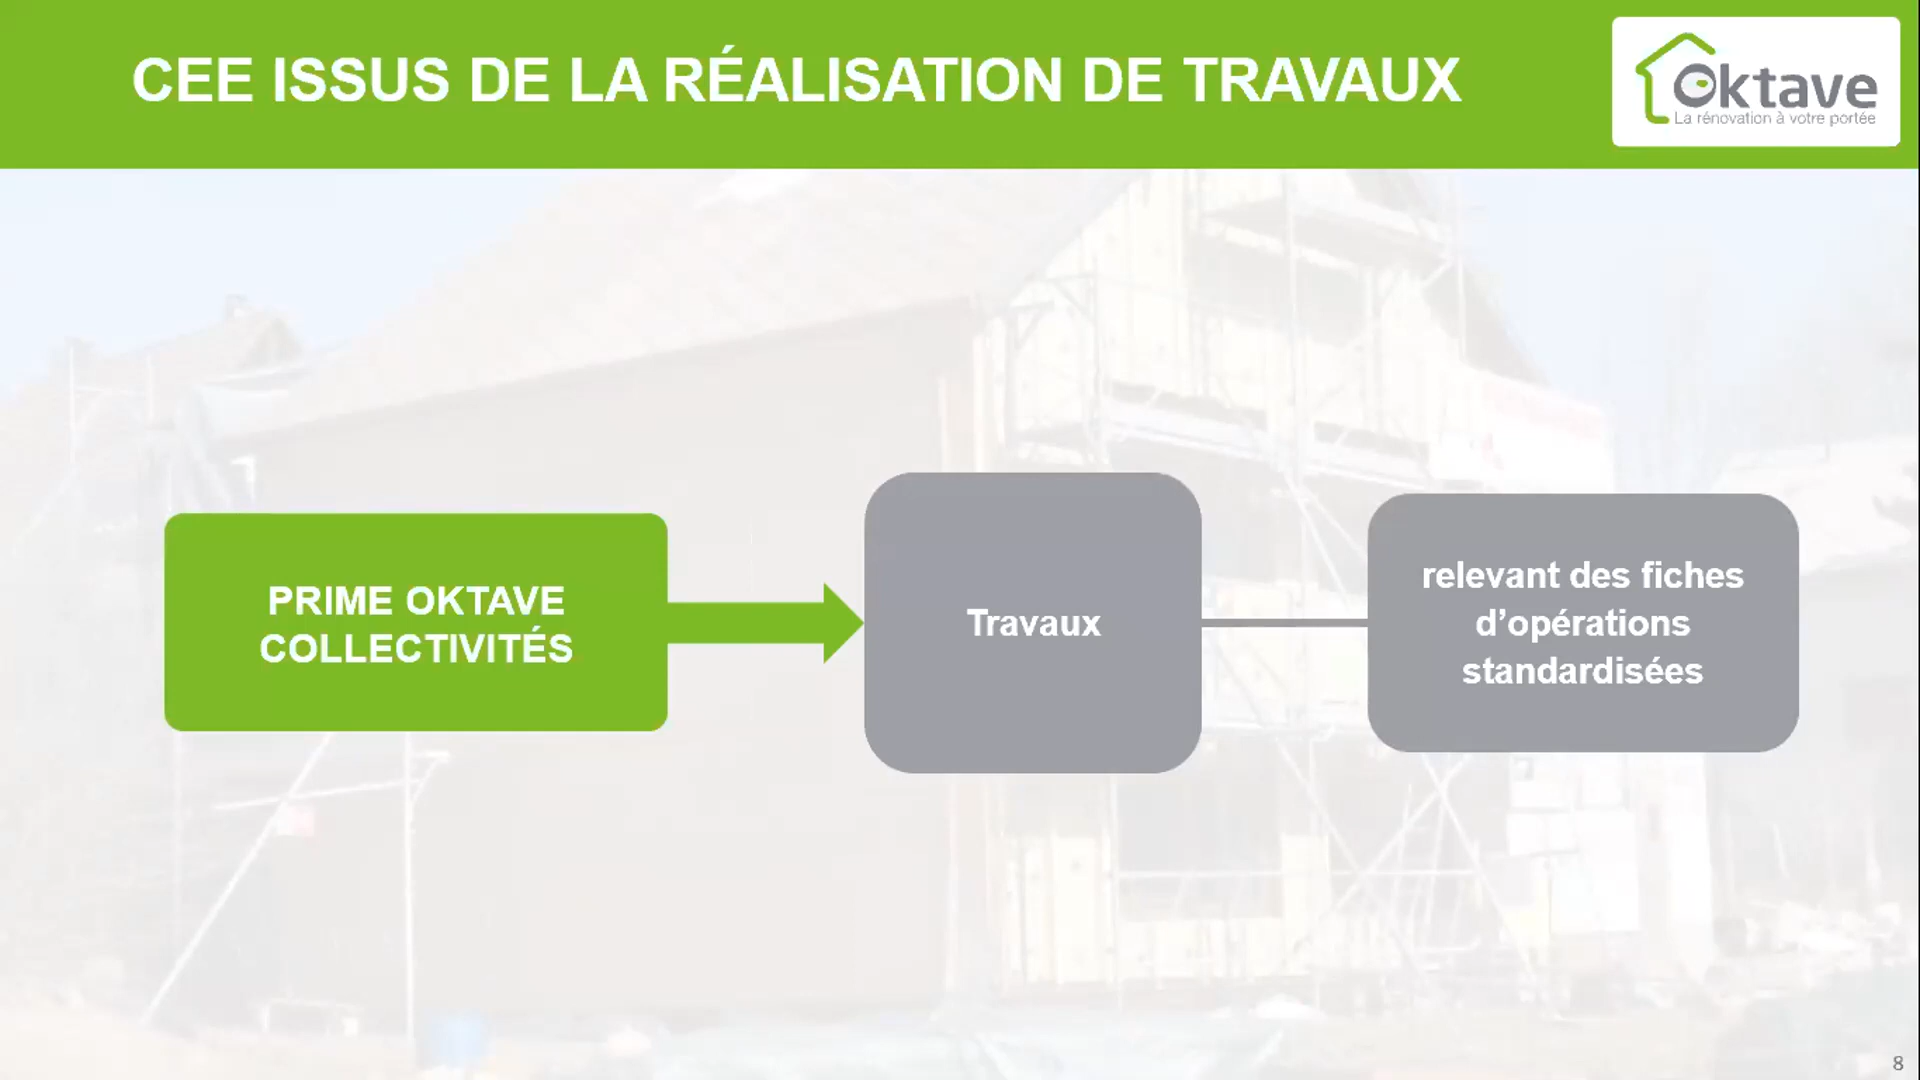 CEE ISSUS DE LA RÉALISATION DE TRAVAUX
Oktave
La rénovation à votre portée
PRIME OKTAVE
COLLECTIVITÉS
Travaux
relevant des fiches
d’opérations
standardisées
8